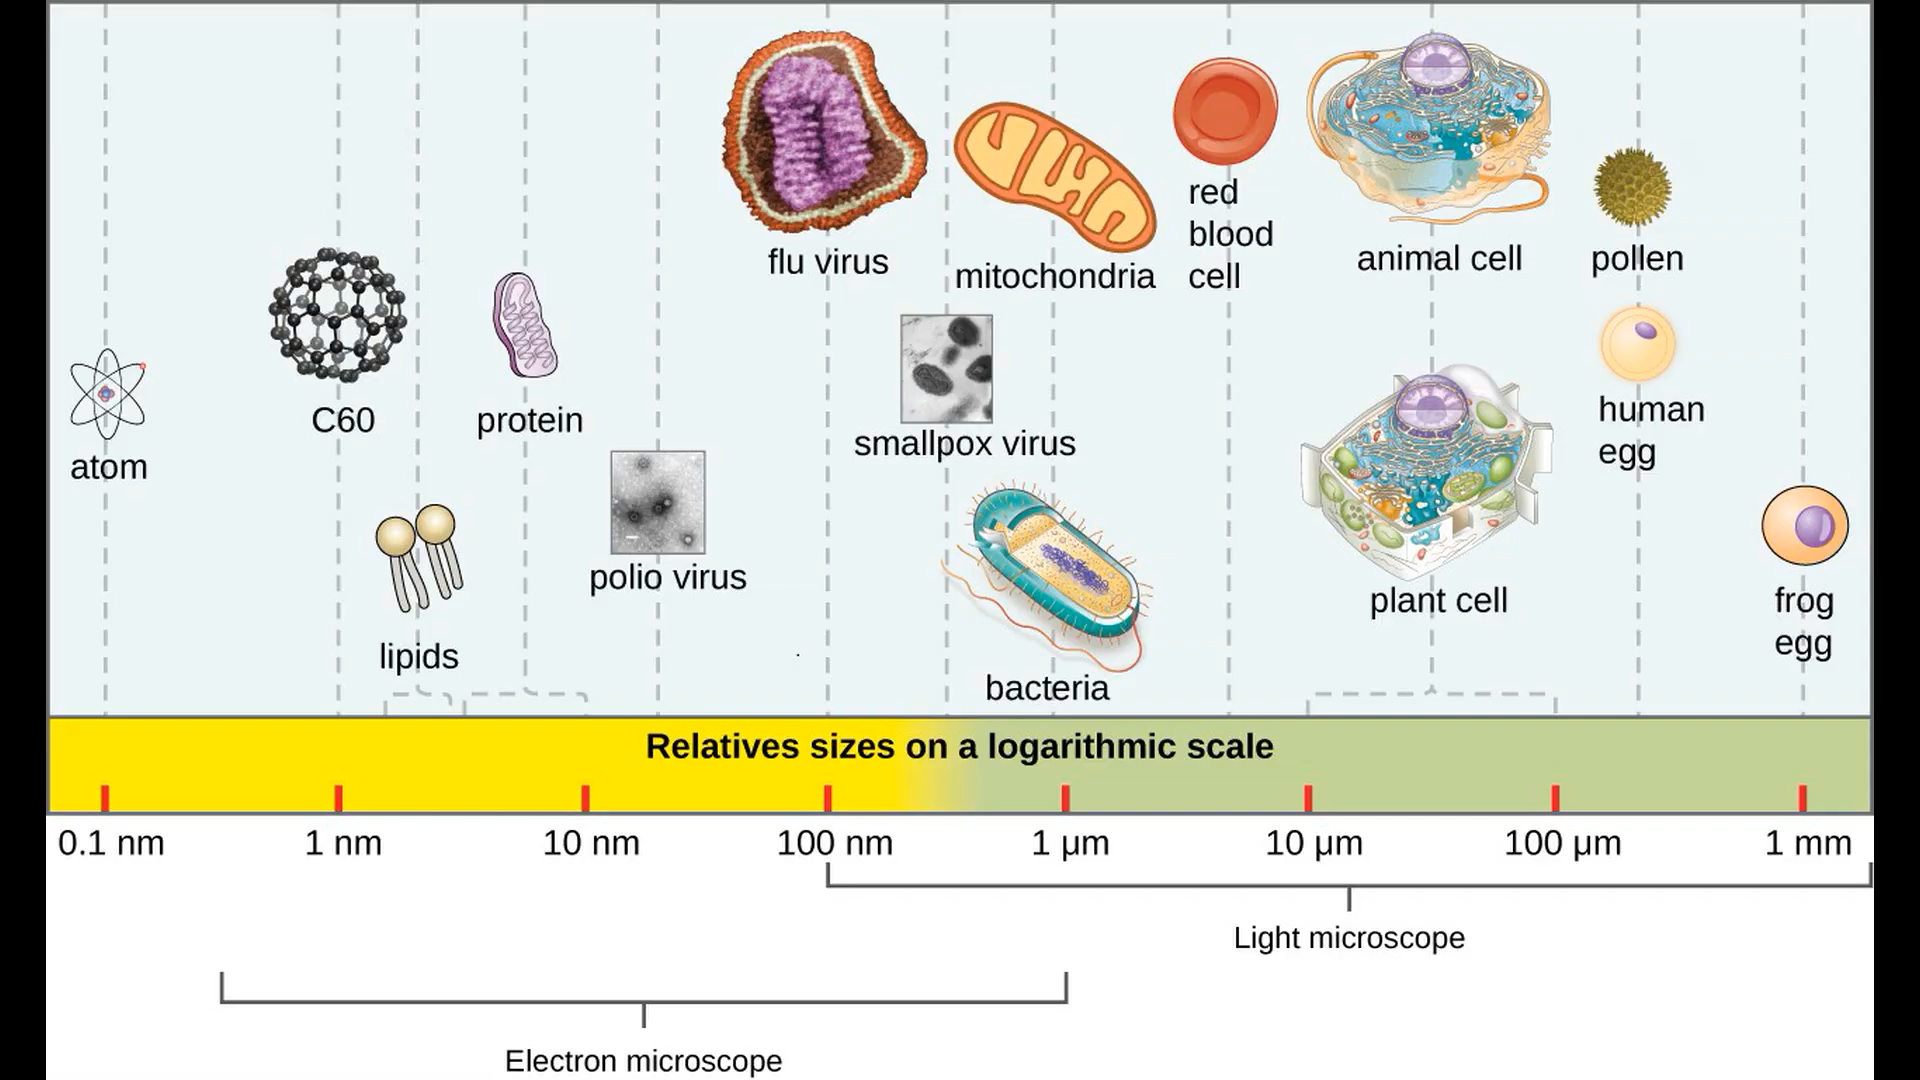 flu virus
mitochondria
red
blood
cell
animal cell
pollen
C60
protein
atom
smallpox virus
human
egg
polio virus
lipids
bacteria
plant cell
frog
egg
Relatives sizes on a logarithmic scale
0.1 nm
1 nm
10 nm
100 nm
1 µm
10 µm
100 µm
1 mm
Light microscope
Electron microscope